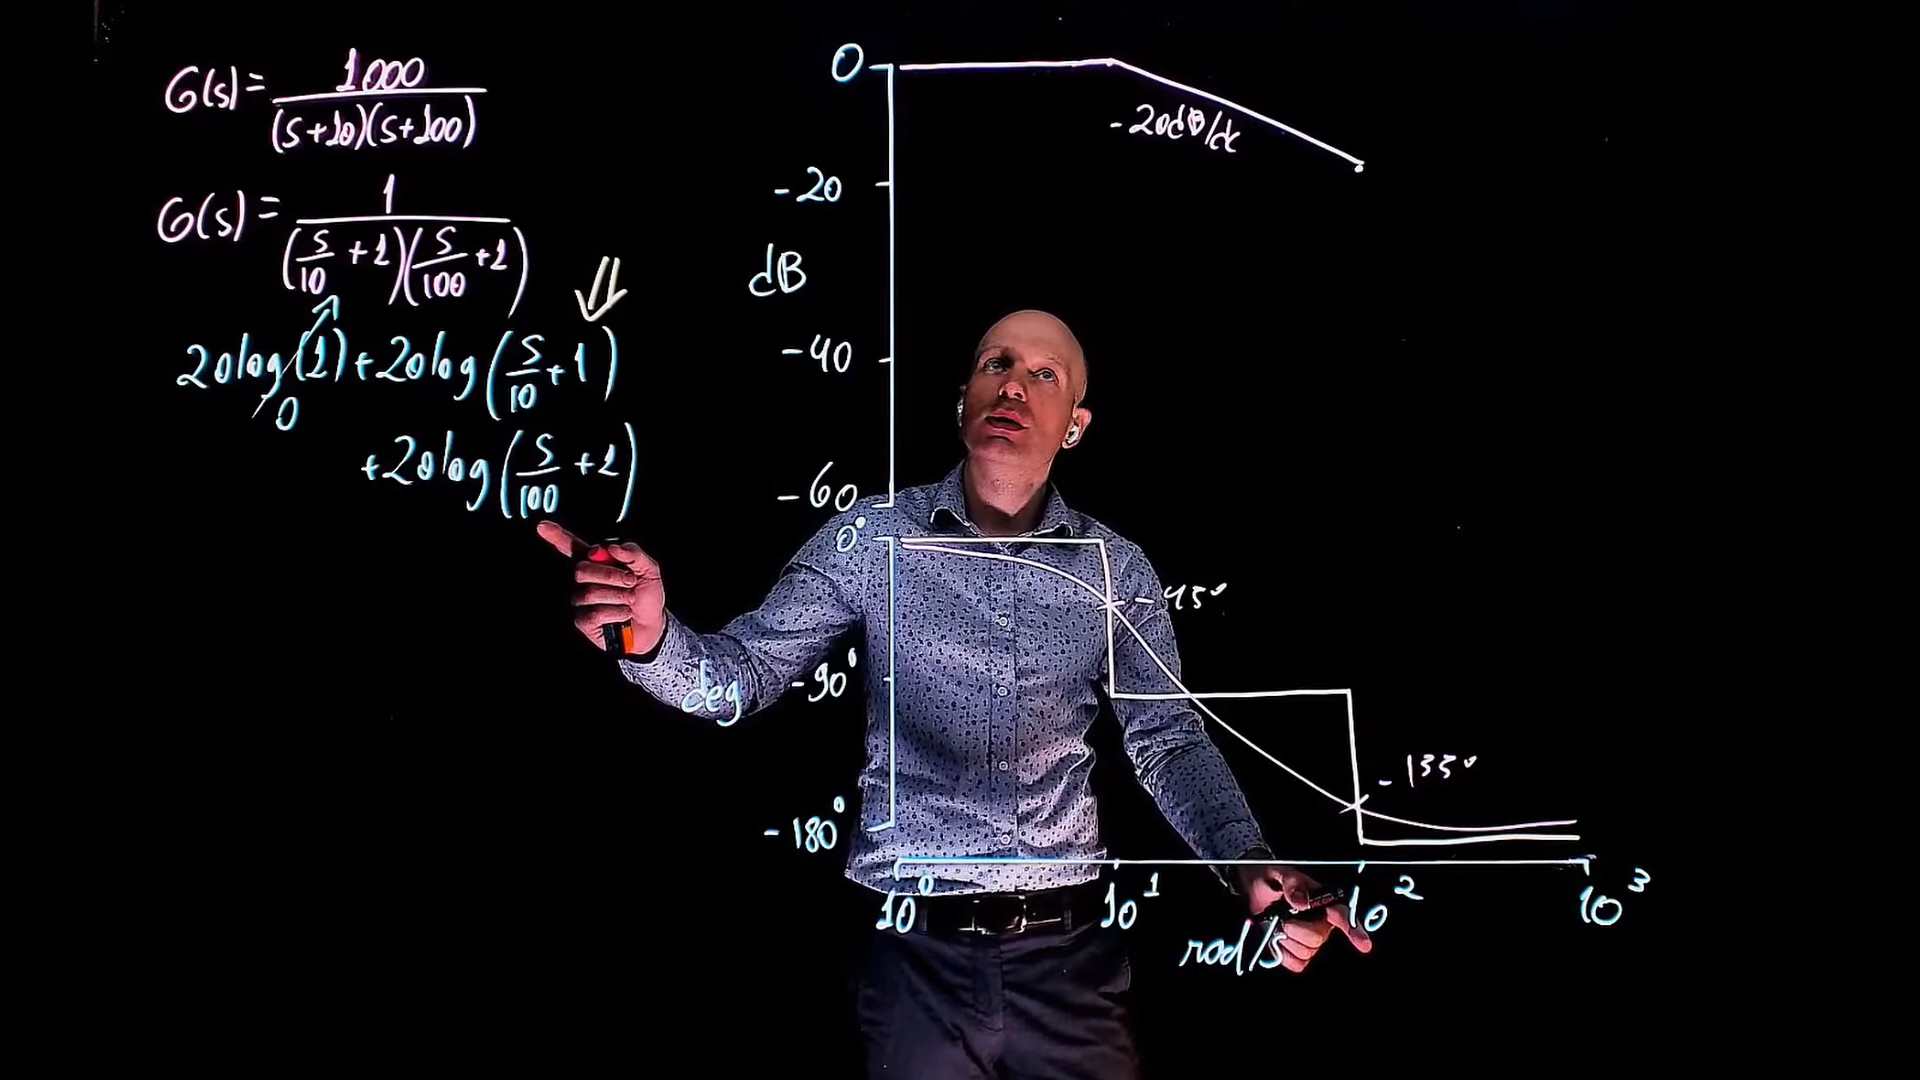 G(s) = 1000 / (s+10)(s+100)
G(s) = 1 / (s/10 + 1)(s/100 + 1)
20log(1) + 20log(s/10 + 1)
0
+ 20log(s/100 + 1)
0
-20dB/dc
-20
dB
-40
-60
0°
-45°
deg
-90°
-135°
-180°
10^0
10^1
10^2
10^3
rad/s